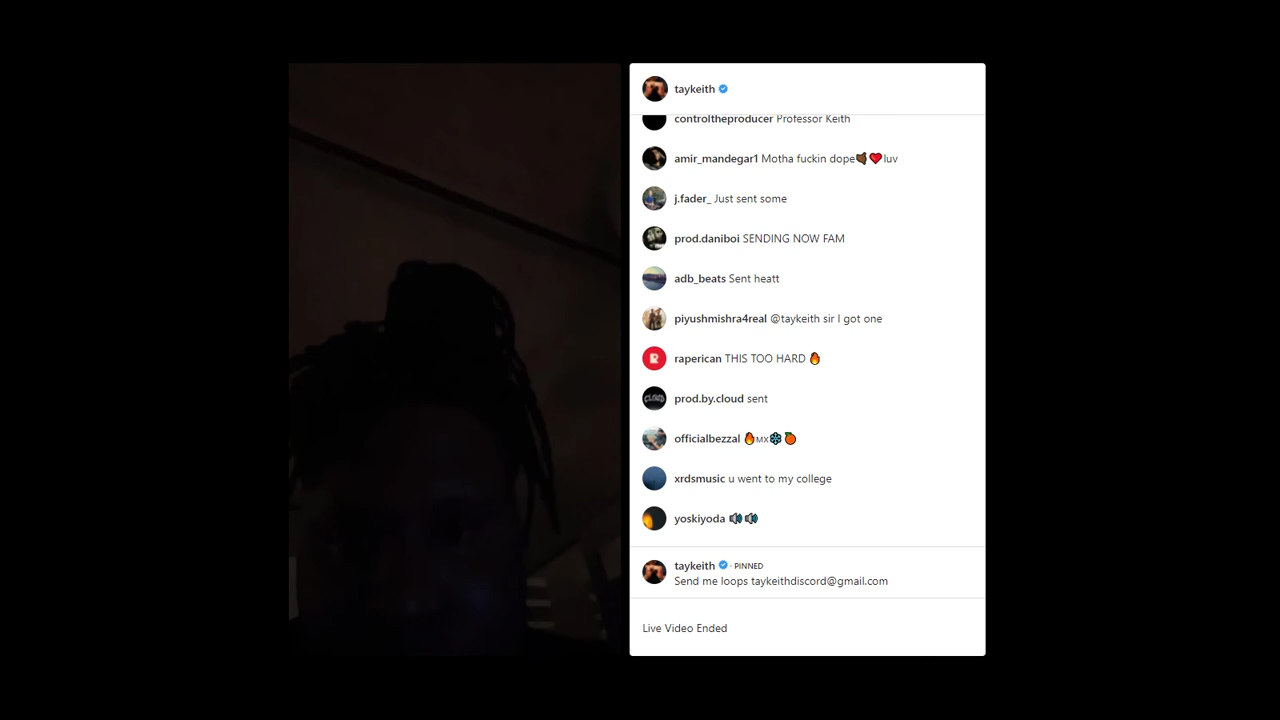 taykeith
controltheproducer Professor Keith
amir_mandegar1 Motha fuckin dope🤜🏾❤️luv
j.fader_ Just sent some
prod.daniboi SENDING NOW FAM
adb_beats Sent heatt
piyushmishra4real @taykeith sir I got one
raperican THIS TOO HARD 🔥
prod.by.cloud sent
officialbezzal 🔥MX❄️🍊
xrdsmusic u went to my college
yoskiyoda 🔊🔊
taykeith · PINNED
Send me loops taykeithdiscord@gmail.com
Live Video Ended